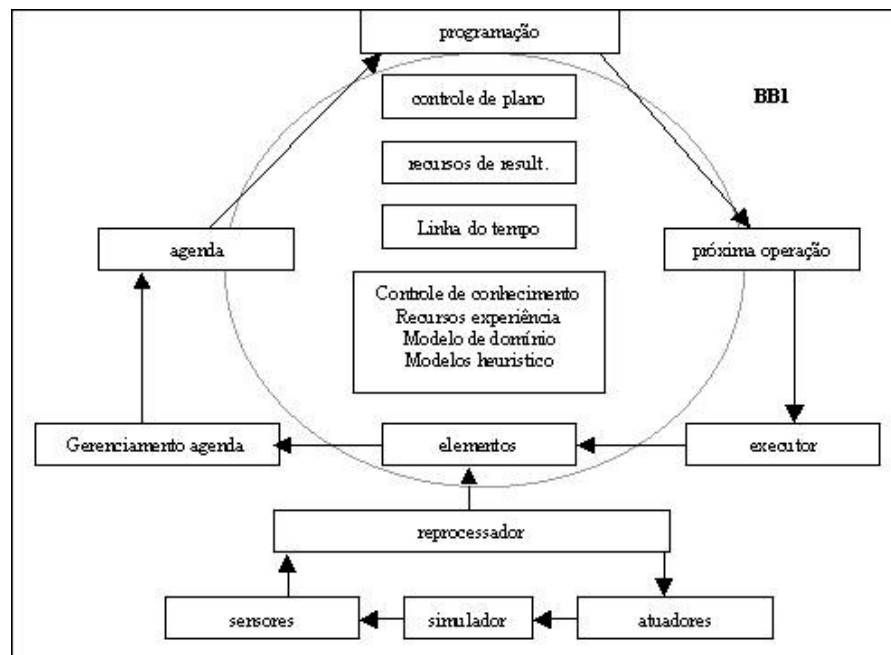 programação
BB1
controle de plano
recursos de result.
Linha do tempo
agenda
próxima operação
Controle de conhecimento
Recursos experiência
Modelo de domínio
Modelos heuristico
Gerenciamento agenda
elementos
executor
reprocessador
sensores
simulador
atuadores